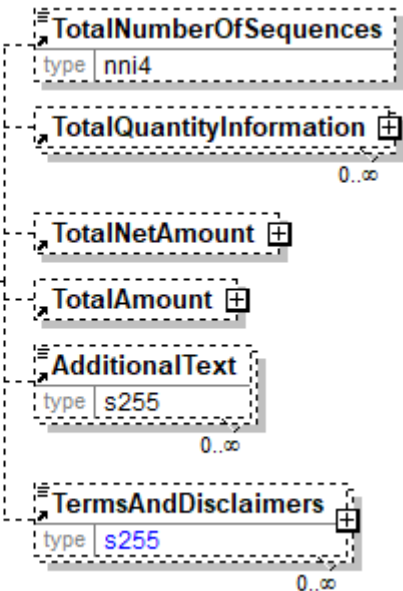 TotalNumberOfSequences
type nni4
TotalQuantityInformation
0..∞
TotalNetAmount
TotalAmount
AdditionalText
type s255
0..∞
TermsAndDisclaimers
type s255
0..∞